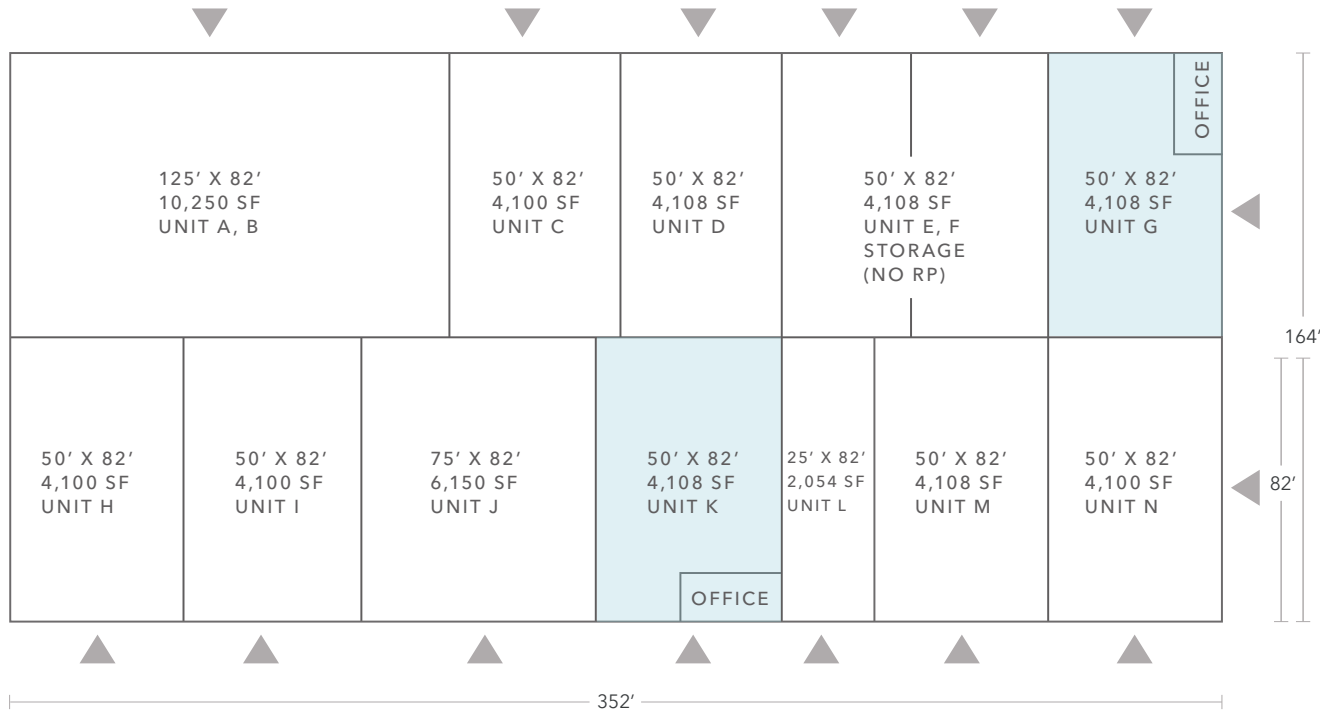 OFFICE
125’ X 82’
10,250 SF
UNIT A, B
50’ X 82’
4,100 SF
UNIT C
50’ X 82’
4,108 SF
UNIT D
50’ X 82’
4,108 SF
UNIT E, F
STORAGE
(NO RP)
50’ X 82’
4,108 SF
UNIT G
164’
50’ X 82’
4,100 SF
UNIT H
50’ X 82’
4,100 SF
UNIT I
75’ X 82’
6,150 SF
UNIT J
50’ X 82’
4,108 SF
UNIT K
OFFICE
25’ X 82’
2,054 SF
UNIT L
50’ X 82’
4,108 SF
UNIT M
50’ X 82’
4,100 SF
UNIT N
82’
352’